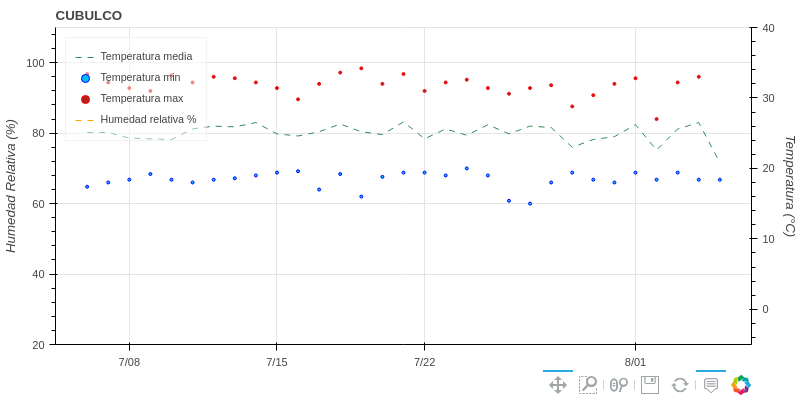 CUBULCO
Temperatura media
Temperatura min
Temperatura max
Humedad relativa %
Humedad Relativa (%)
100
80
60
40
20
40
30
20
10
0
Temperatura (°C)
7/08
7/15
7/22
8/01